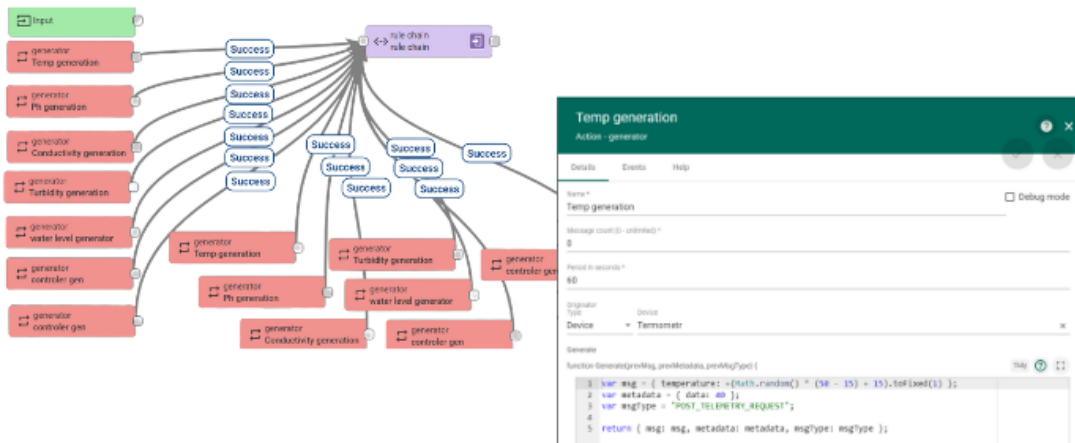 Input
generator
Temp generation
generator
Ph generation
generator
Conductivity generation
generator
Turbidity generation
generator
water level generator
generator
controler gen
generator
controler gen
Success
Success
Success
Success
Success
Success
Success
rule chain
rule chain
Success
Success
Success
Success
Success
Success
Success
generator
Temp generation
generator
Ph generation
generator
Conductivity generation
generator
Turbidity generation
generator
water level generator
generator
controler gen
generator
controler gen
Temp generation
Action - generator
Details Events Help
Name *
Temp generation
Debug mode
Message count (0 - unlimited) *
0
Period in seconds *
60
Originator
Type
Device
Device
Termometr
Generate
function Generate(prevMsg, prevMetadata, prevMsgType) {
Tidy
1 var msg = { temperature: +(Math.random() * (50 - 15) + 15).toFixed(1) };
2 var metadata = { data: 40 };
3 var msgType = "POST_TELEMETRY_REQUEST";
4
5 return { msg: msg, metadata: metadata, msgType: msgType };